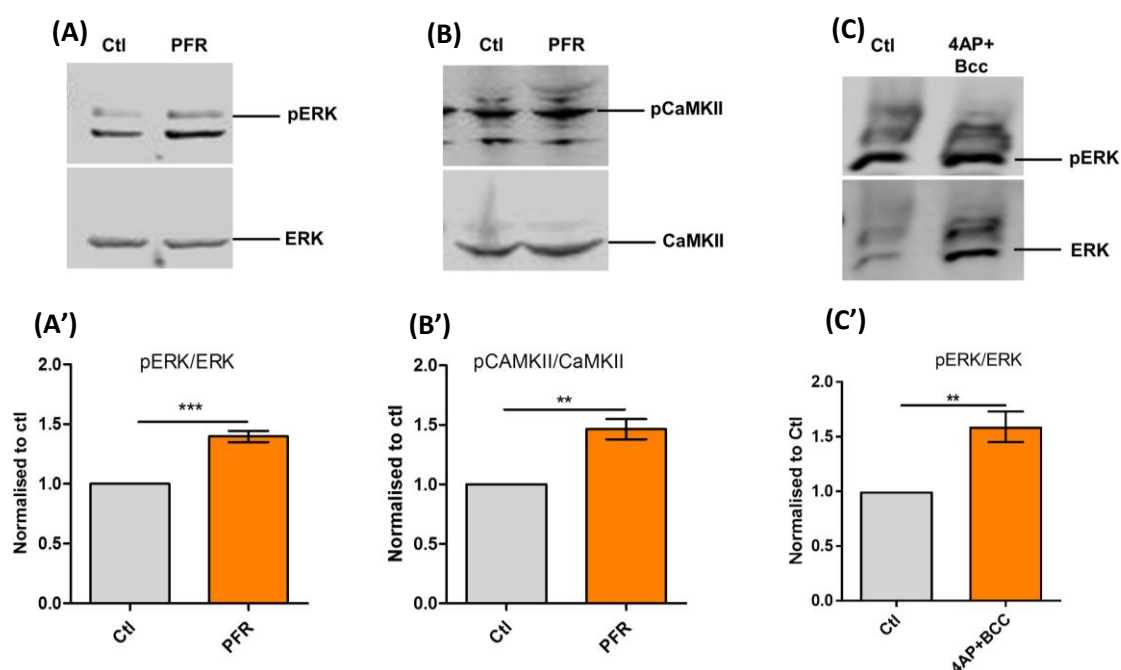 (A)
Ctl PFR
pERK
ERK
(B)
Ctl PFR
pCaMKII
CaMKII
(C)
Ctl 4AP+
Bcc
pERK
ERK
(A’)
pERK/ERK
2.0
1.5
1.0
0.5
0.0
Normalised to ctl
***
Ctl
PFR
(B’)
pCAMKII/CaMKII
2.0
1.5
1.0
0.5
0.0
Normalised to ctl
**
Ctl
PFR
(C’)
pERK/ERK
2.0
1.5
1.0
0.5
0.0
Normalised to Ctl
**
Ctl
4AP+BCC